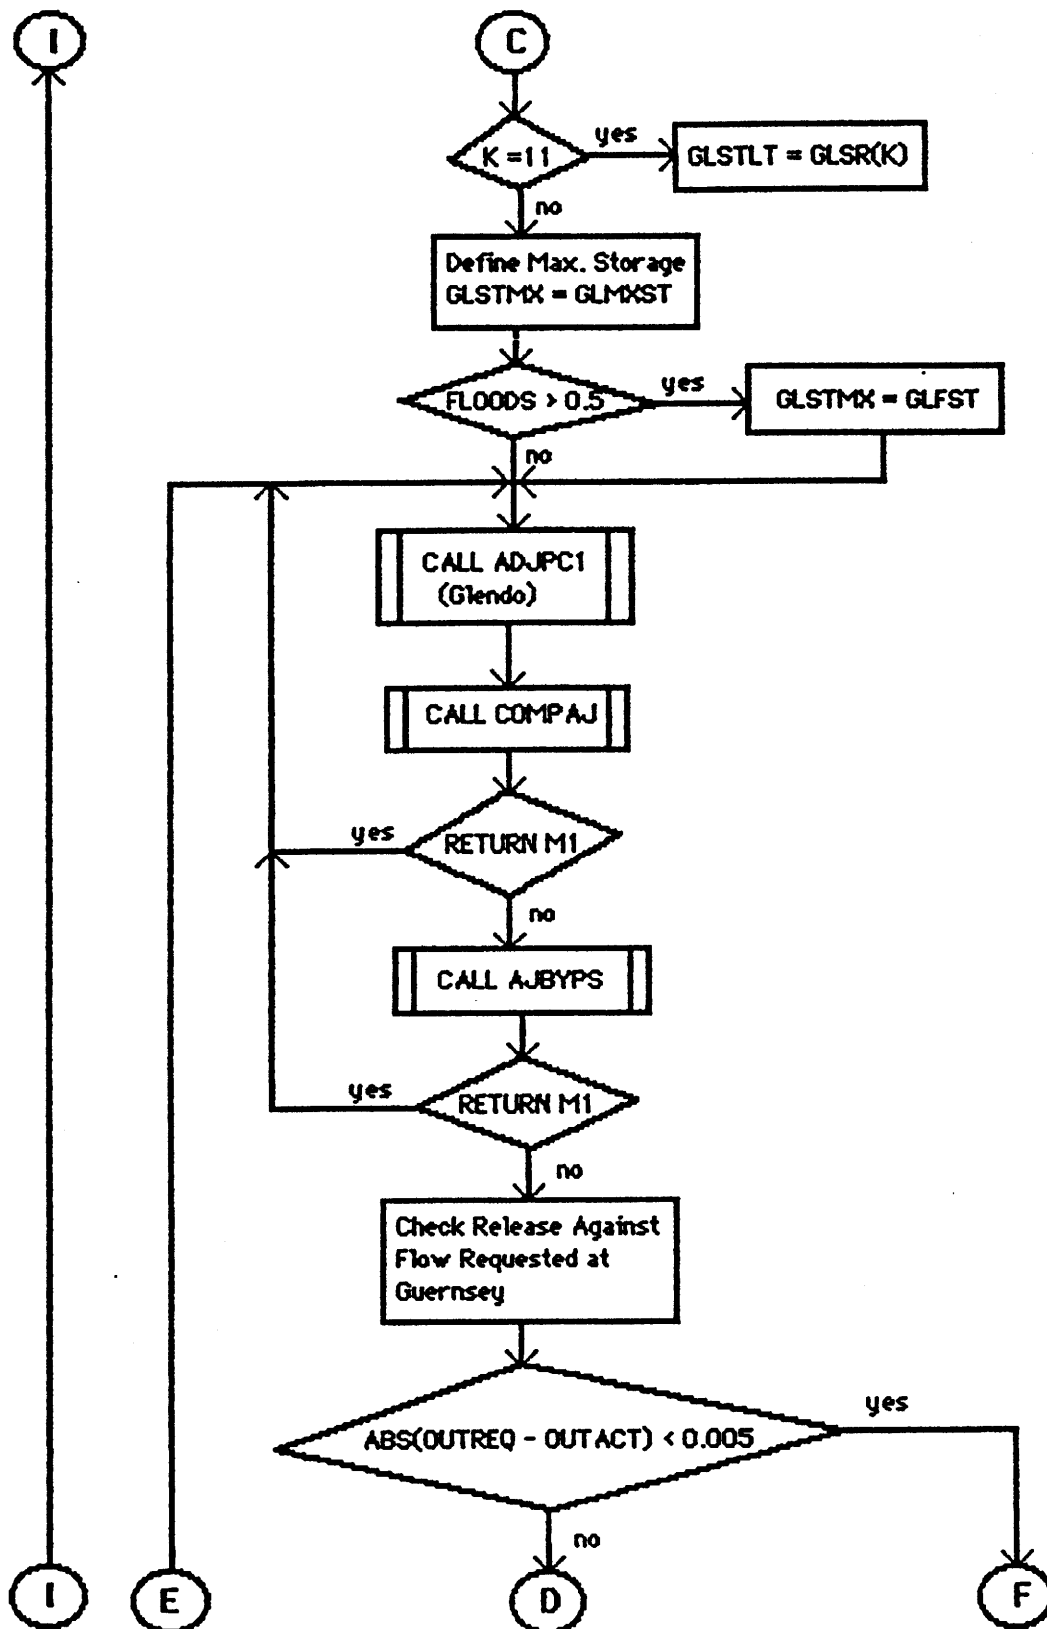 I
C
K =11
yes
GLSTLT = GLSR(K)
no
Define Max. Storage
GLSTMX = GLMXST
FLOODS > 0.5
yes
GLSTMX = GLFST
no
CALL ADJPC1
(Glendo)
CALL COMPAJ
yes
RETURN M1
no
CALL AJBYPS
yes
RETURN M1
no
Check Release Against
Flow Requested at
Guernsey
ABS(OUTREQ - OUTACT) < 0.005
yes
no
I
E
D
F